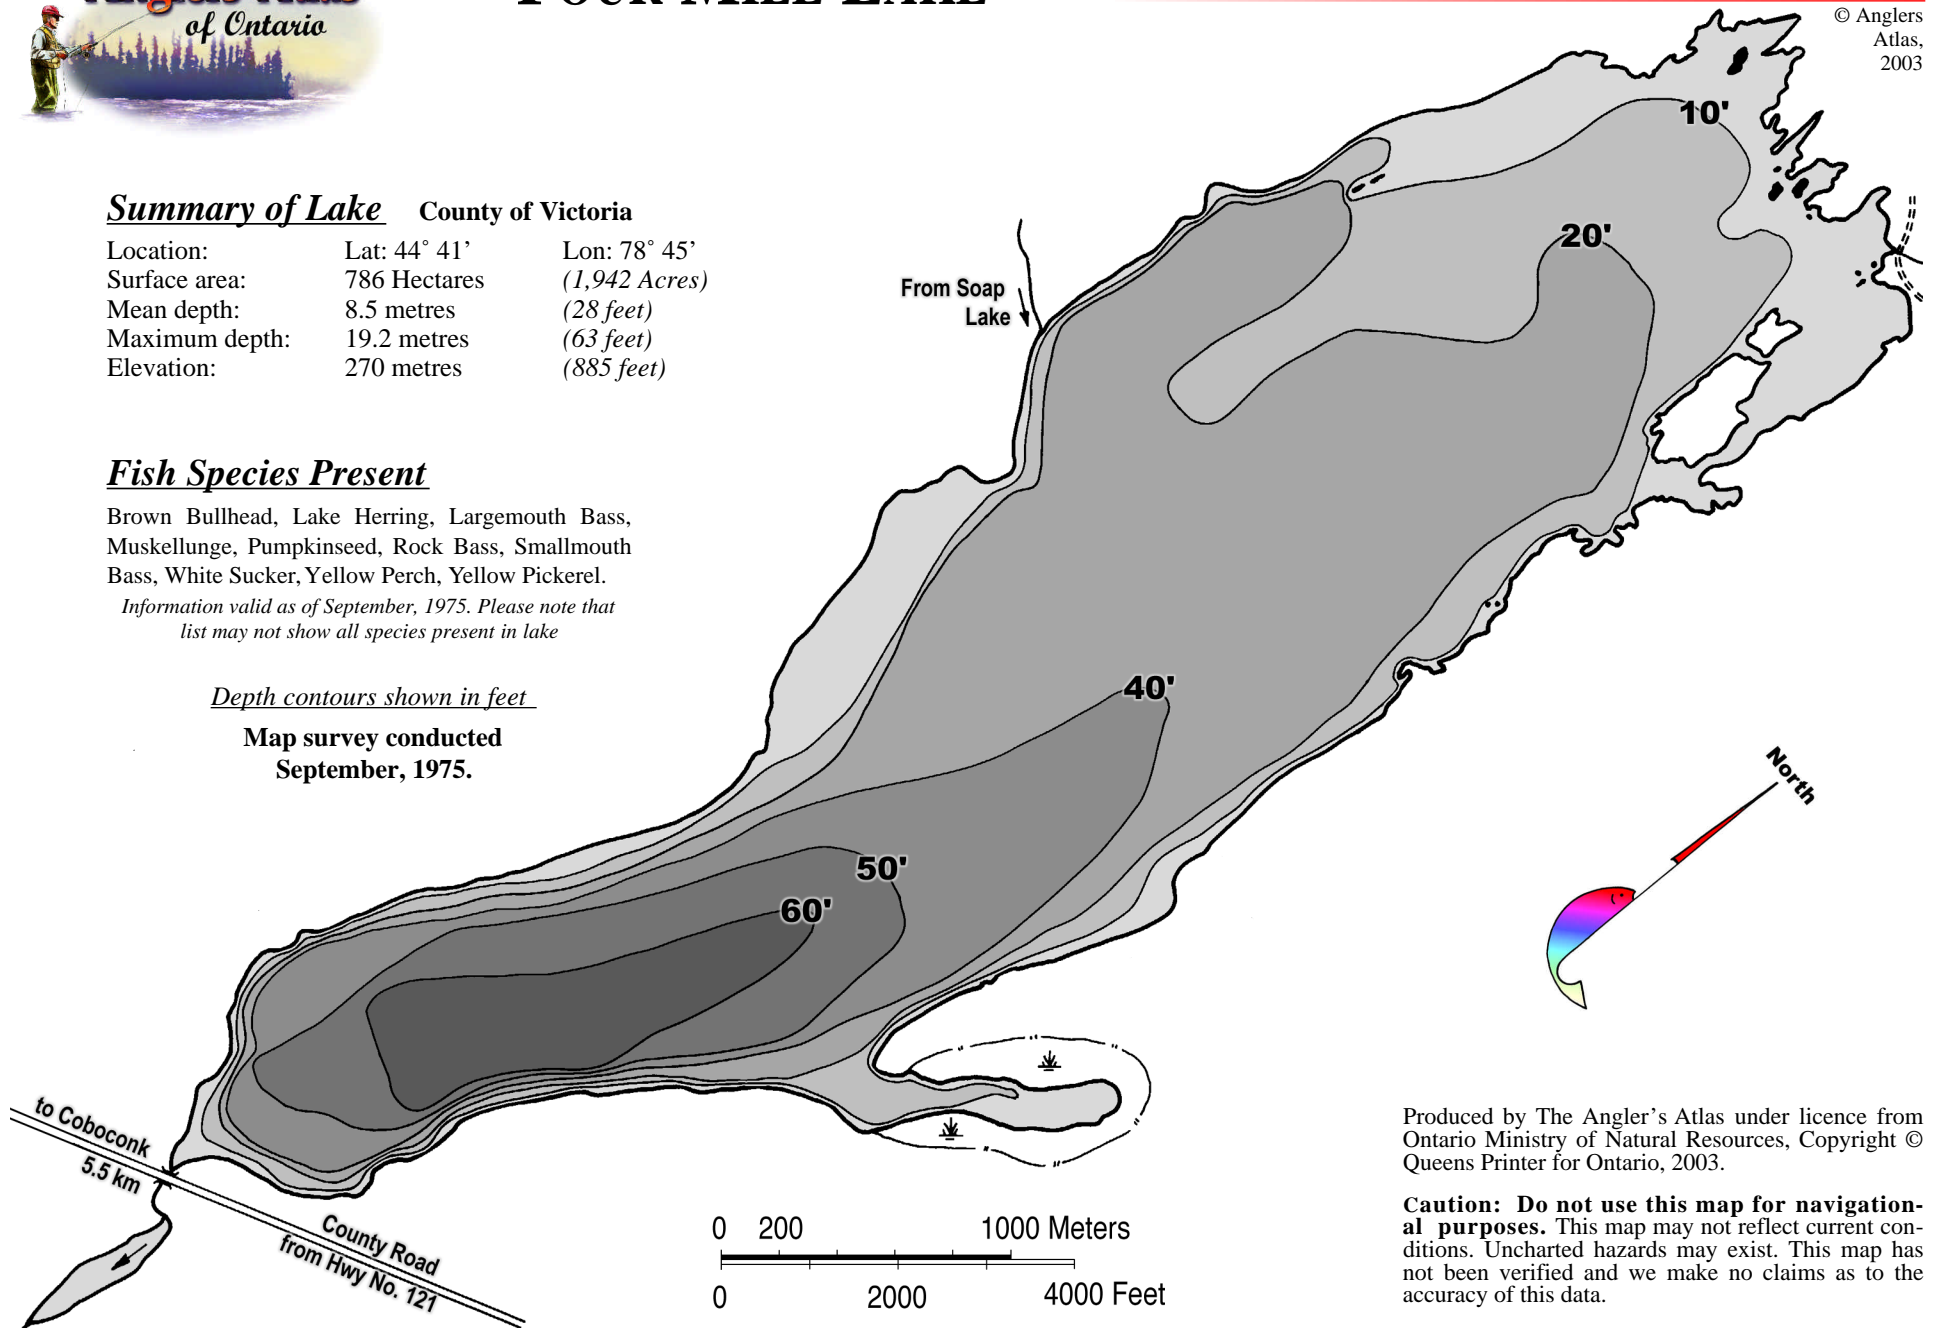 of Ontario
© Anglers
Atlas,
2003
Summary of Lake County of Victoria
Location: Lat: 44˚ 41’ Lon: 78˚ 45’
Surface area: 786 Hectares (1,942 Acres)
Mean depth: 8.5 metres (28 feet)
Maximum depth: 19.2 metres (63 feet)
Elevation: 270 metres (885 feet)
Fish Species Present
Brown Bullhead, Lake Herring, Largemouth Bass,
Muskellunge, Pumpkinseed, Rock Bass, Smallmouth
Bass, White Sucker, Yellow Perch, Yellow Pickerel.
Information valid as of September, 1975. Please note that
list may not show all species present in lake
Depth contours shown in feet
Map survey conducted
September, 1975.
From Soap
Lake
10'
20'
40'
50'
60'
North
to Coboconk
5.5 km
County Road
from Hwy No. 121
0 200 1000 Meters
0 2000 4000 Feet
Produced by The Angler’s Atlas under licence from
Ontario Ministry of Natural Resources, Copyright ©
Queens Printer for Ontario, 2003.
Caution: Do not use this map for navigation-
al purposes. This map may not reflect current con-
ditions. Uncharted hazards may exist. This map has
not been verified and we make no claims as to the
accuracy of this data.